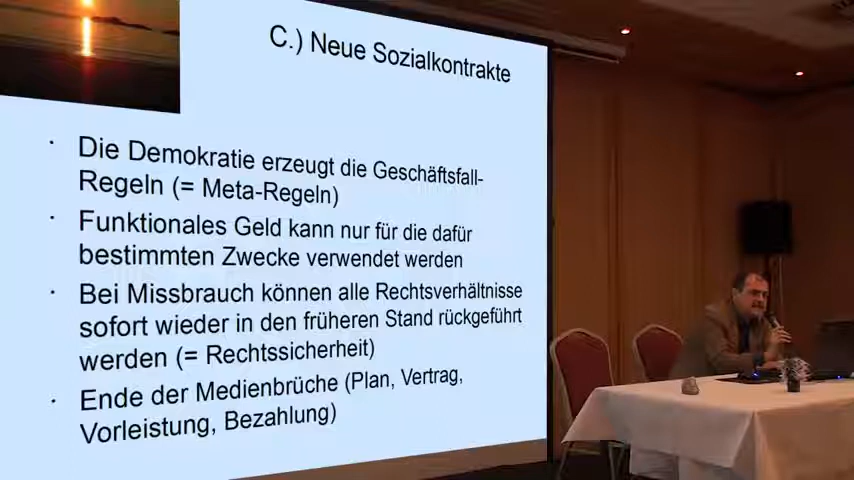 C.) Neue Sozialkontrakte
· Die Demokratie erzeugt die Geschäftsfall-
Regeln (= Meta-Regeln)
· Funktionales Geld kann nur für die dafür
bestimmten Zwecke verwendet werden
· Bei Missbrauch können alle Rechtsverhältnisse
sofort wieder in den früheren Stand rückgeführt
werden (= Rechtssicherheit)
· Ende der Medienbrüche (Plan, Vertrag,
Vorleistung, Bezahlung)